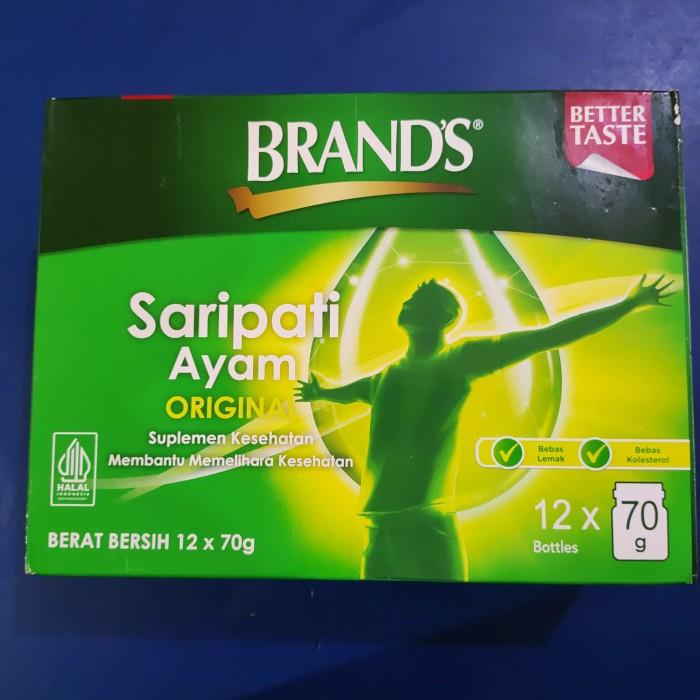 BRAND'S®
BETTER
TASTE
Saripati
Ayam
ORIGINAL
Suplemen Kesehatan
Membantu Memelihara Kesehatan
HALAL
INDONESIA
Bebas
Lemak
Bebas
Kolesterol
BERAT BERSIH 12 x 70g
12 x
Bottles
70
g